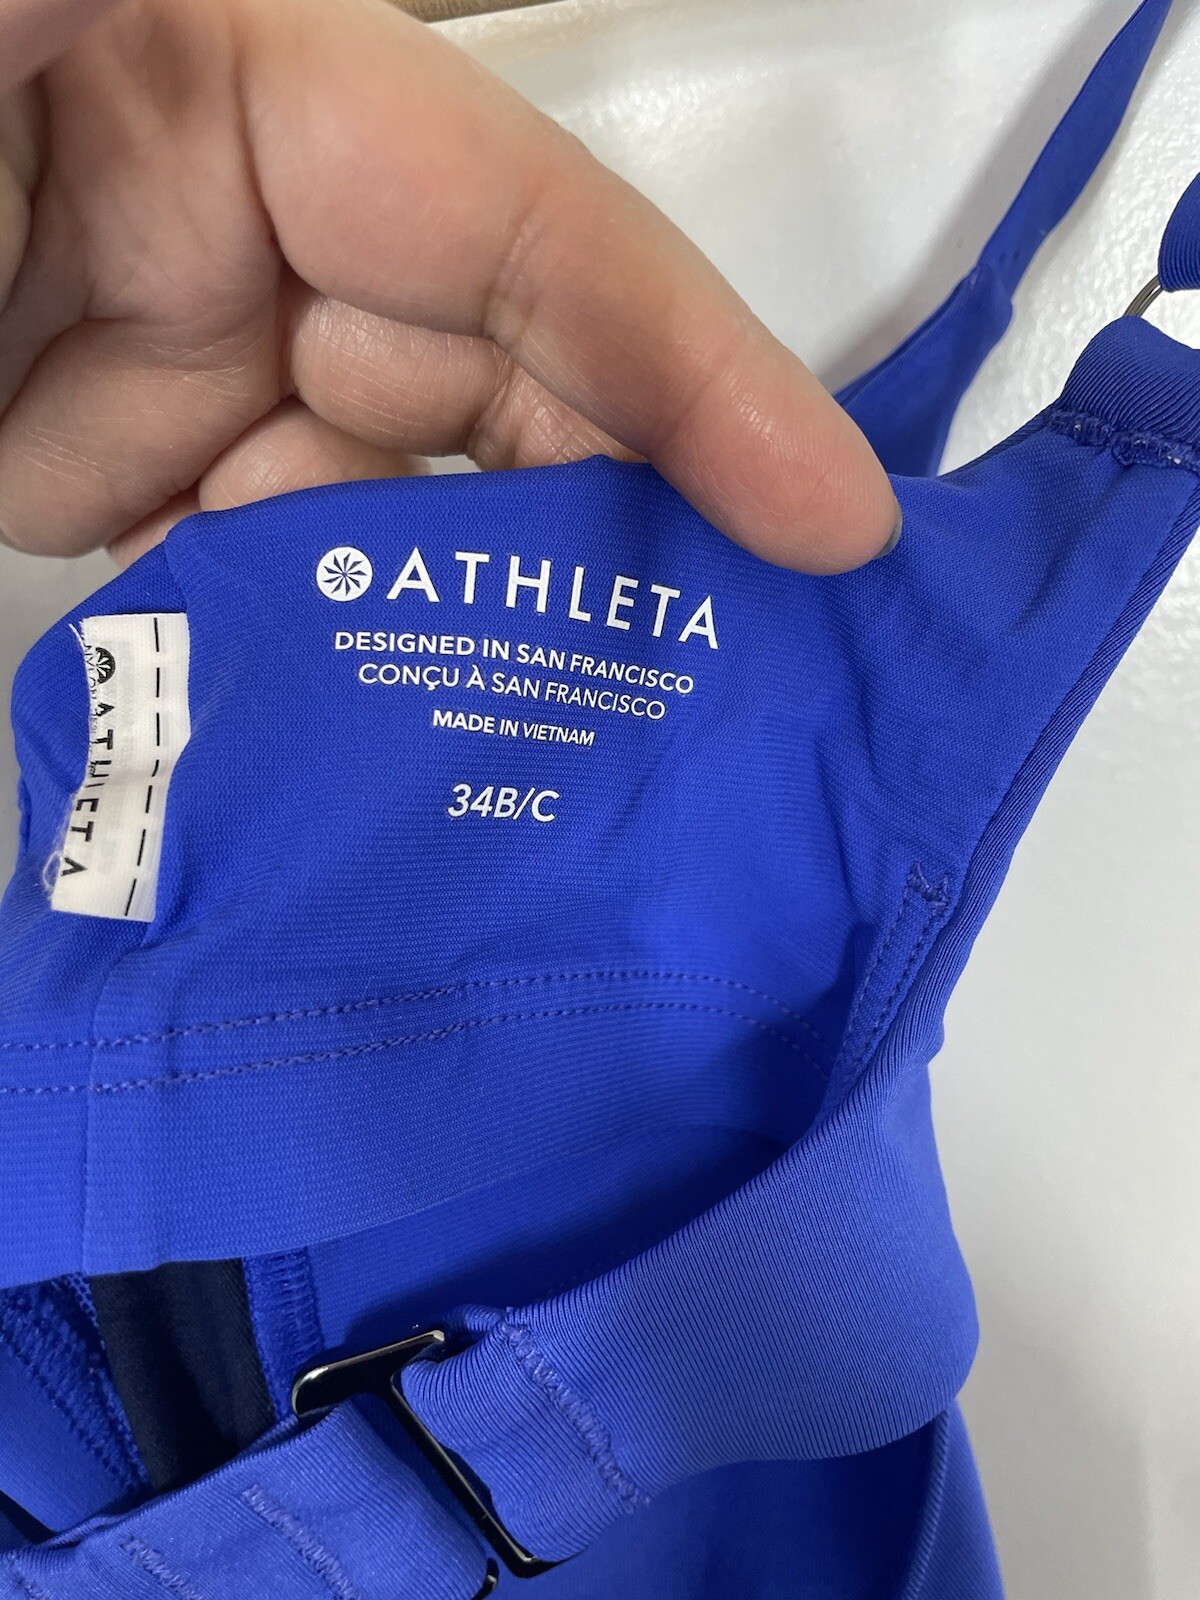 ATHLETA
DESIGNED IN SAN FRANCISCO
CONÇU À SAN FRANCISCO
MADE IN VIETNAM
34B/C
ATHLETA